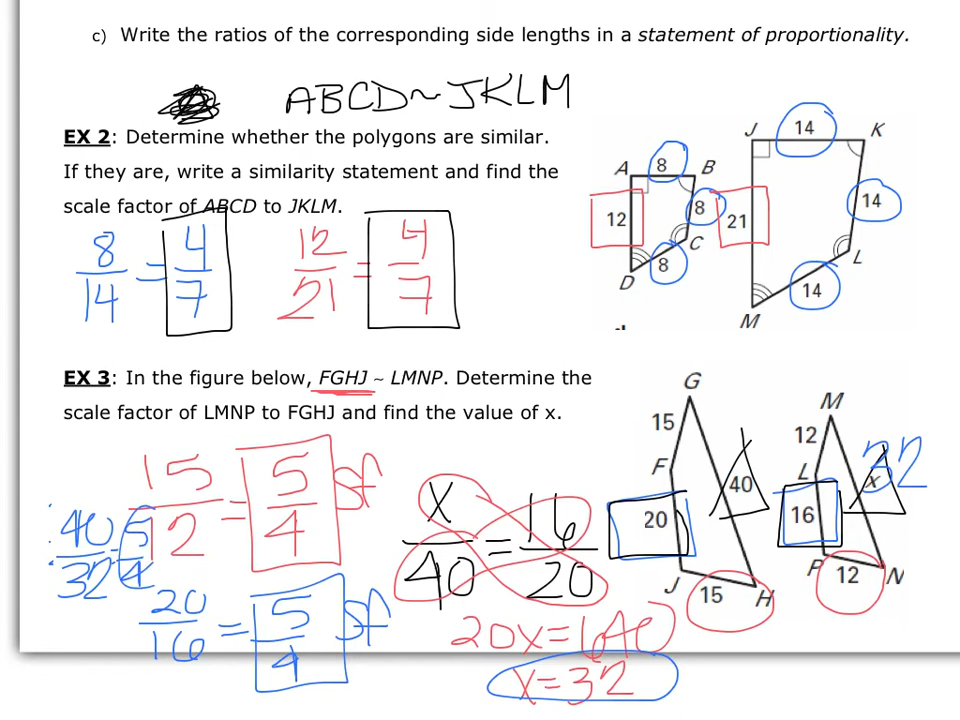 c) Write the ratios of the corresponding side lengths in a statement of proportionality.
ABCD~JKLM
EX 2: Determine whether the polygons are similar.
If they are, write a similarity statement and find the
scale factor of ABCD to JKLM.
8/14 = 4/7
12/21 = 4/7
A 8 B
12
8
C
8
D
J 14 K
21
14
L
14
M
EX 3: In the figure below, FGHJ ~ LMNP. Determine the
scale factor of LMNP to FGHJ and find the value of x.
15/12 = 5/4 sf
40/32 = 5/4
20/16 = 5/4 sf
x/40 = 16/20
20x=640
x=32
G
15
F
40
20
J
15
H
M
12
L
x
32
16
P
12
N